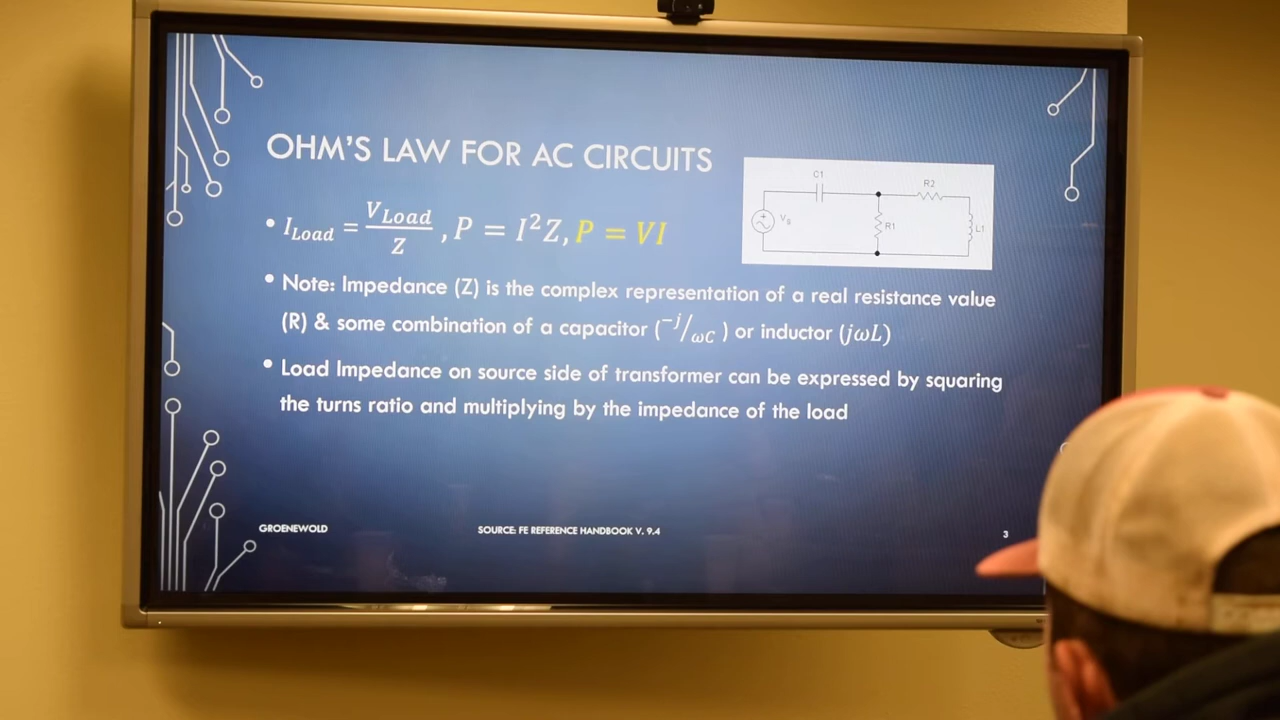 OHM'S LAW FOR AC CIRCUITS
• I_Load = V_Load/Z , P = I²Z, P = VI
C1
R2
V_S
R1
L1
• Note: Impedance (Z) is the complex representation of a real resistance value
(R) & some combination of a capacitor (−j/ωC) or inductor (jωL)
• Load Impedance on source side of transformer can be expressed by squaring
the turns ratio and multiplying by the impedance of the load
GROENEWOLD
SOURCE: FE REFERENCE HANDBOOK V. 9.4
3